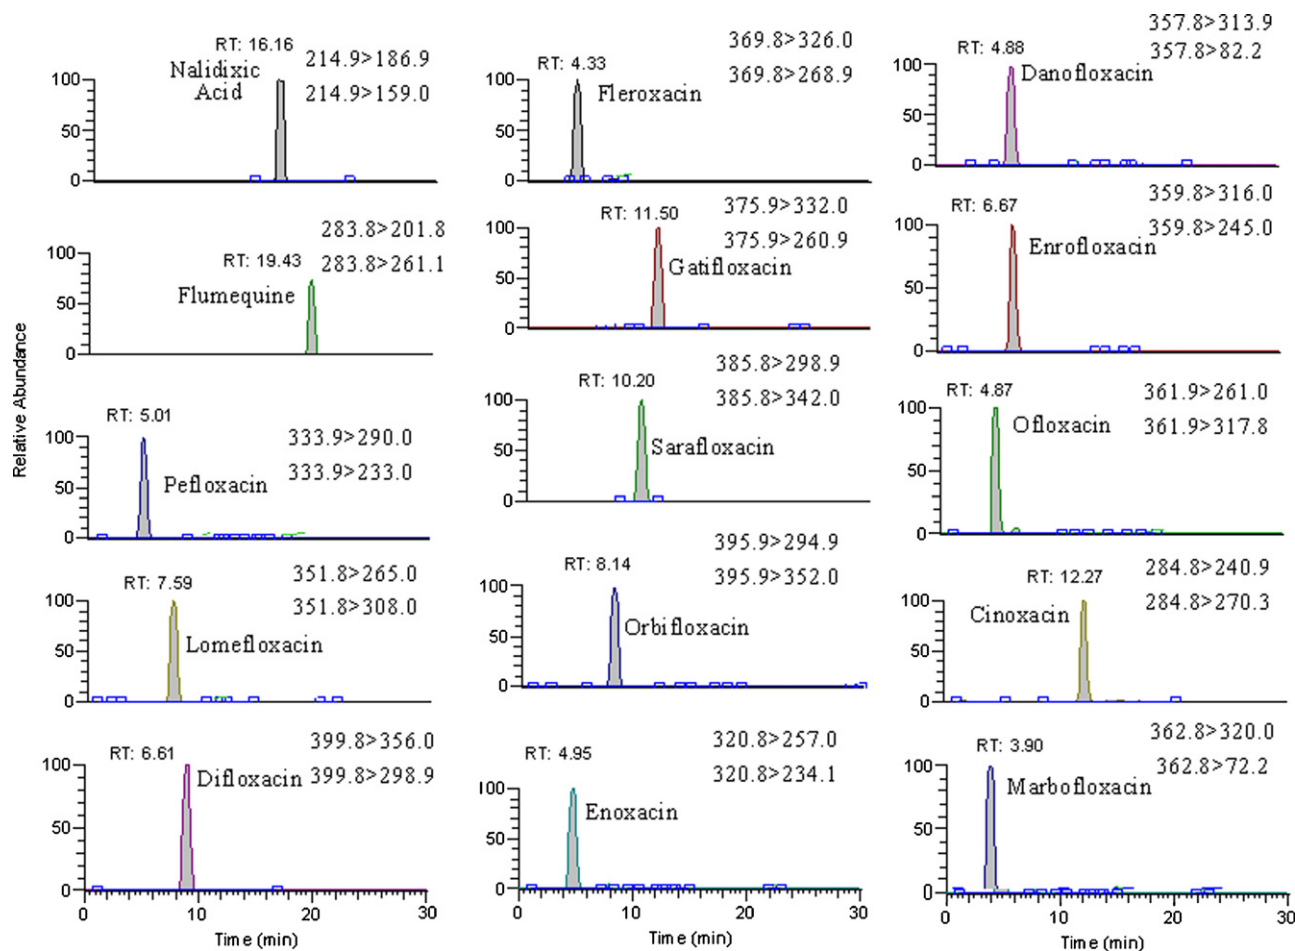 Relative Abundance
RT: 16.16
Nalidixic
Acid
214.9>186.9
214.9>159.0
100
50
0
283.8>201.8
RT: 19.43
283.8>261.1
Flumequine
100
50
0
RT: 5.01
333.9>290.0
333.9>233.0
Pefloxacin
100
50
0
RT: 7.59
351.8>265.0
351.8>308.0
Lomefloxacin
100
50
0
RT: 6.61
399.8>356.0
399.8>298.9
Difloxacin
100
50
0
0 10 20 30
Time (min)
369.8>326.0
RT: 4.33
369.8>268.9
Fleroxacin
100
50
0
375.9>332.0
RT: 11.50
375.9>260.9
Gatifloxacin
100
50
0
385.8>298.9
RT: 10.20
385.8>342.0
Sarafloxacin
100
50
0
395.9>294.9
RT: 8.14
395.9>352.0
Orbifloxacin
100
50
0
320.8>257.0
RT: 4.95
320.8>234.1
Enoxacin
100
50
0
0 10 20 30
Time (min)
357.8>313.9
RT: 4.88
357.8>82.2
Danofloxacin
100
50
0
359.8>316.0
RT: 6.67
359.8>245.0
Enrofloxacin
100
50
0
RT: 4.87
361.9>261.0
361.9>317.8
Ofloxacin
100
50
0
284.8>240.9
RT: 12.27
284.8>270.3
Cinoxacin
100
50
0
362.8>320.0
RT: 3.90
362.8>72.2
Marbofloxacin
100
50
0
0 10 20 30
Time (min)